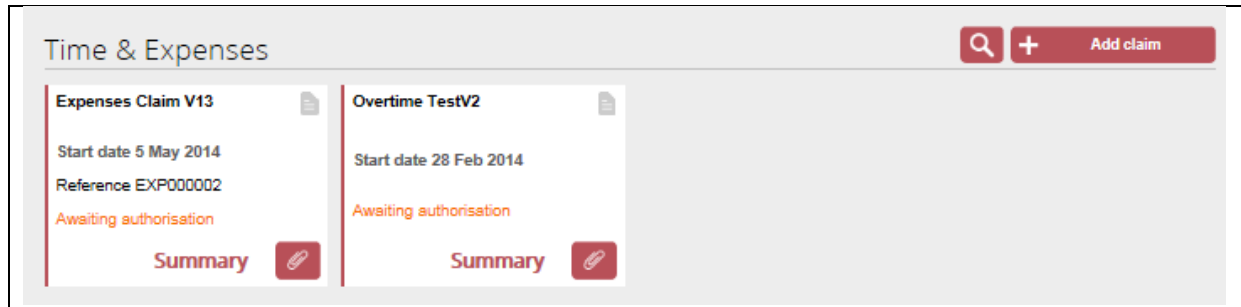 Time & Expenses
Add claim
Expenses Claim V13
Start date 5 May 2014
Reference EXP000002
Awaiting authorisation
Summary
Overtime TestV2
Start date 28 Feb 2014
Awaiting authorisation
Summary